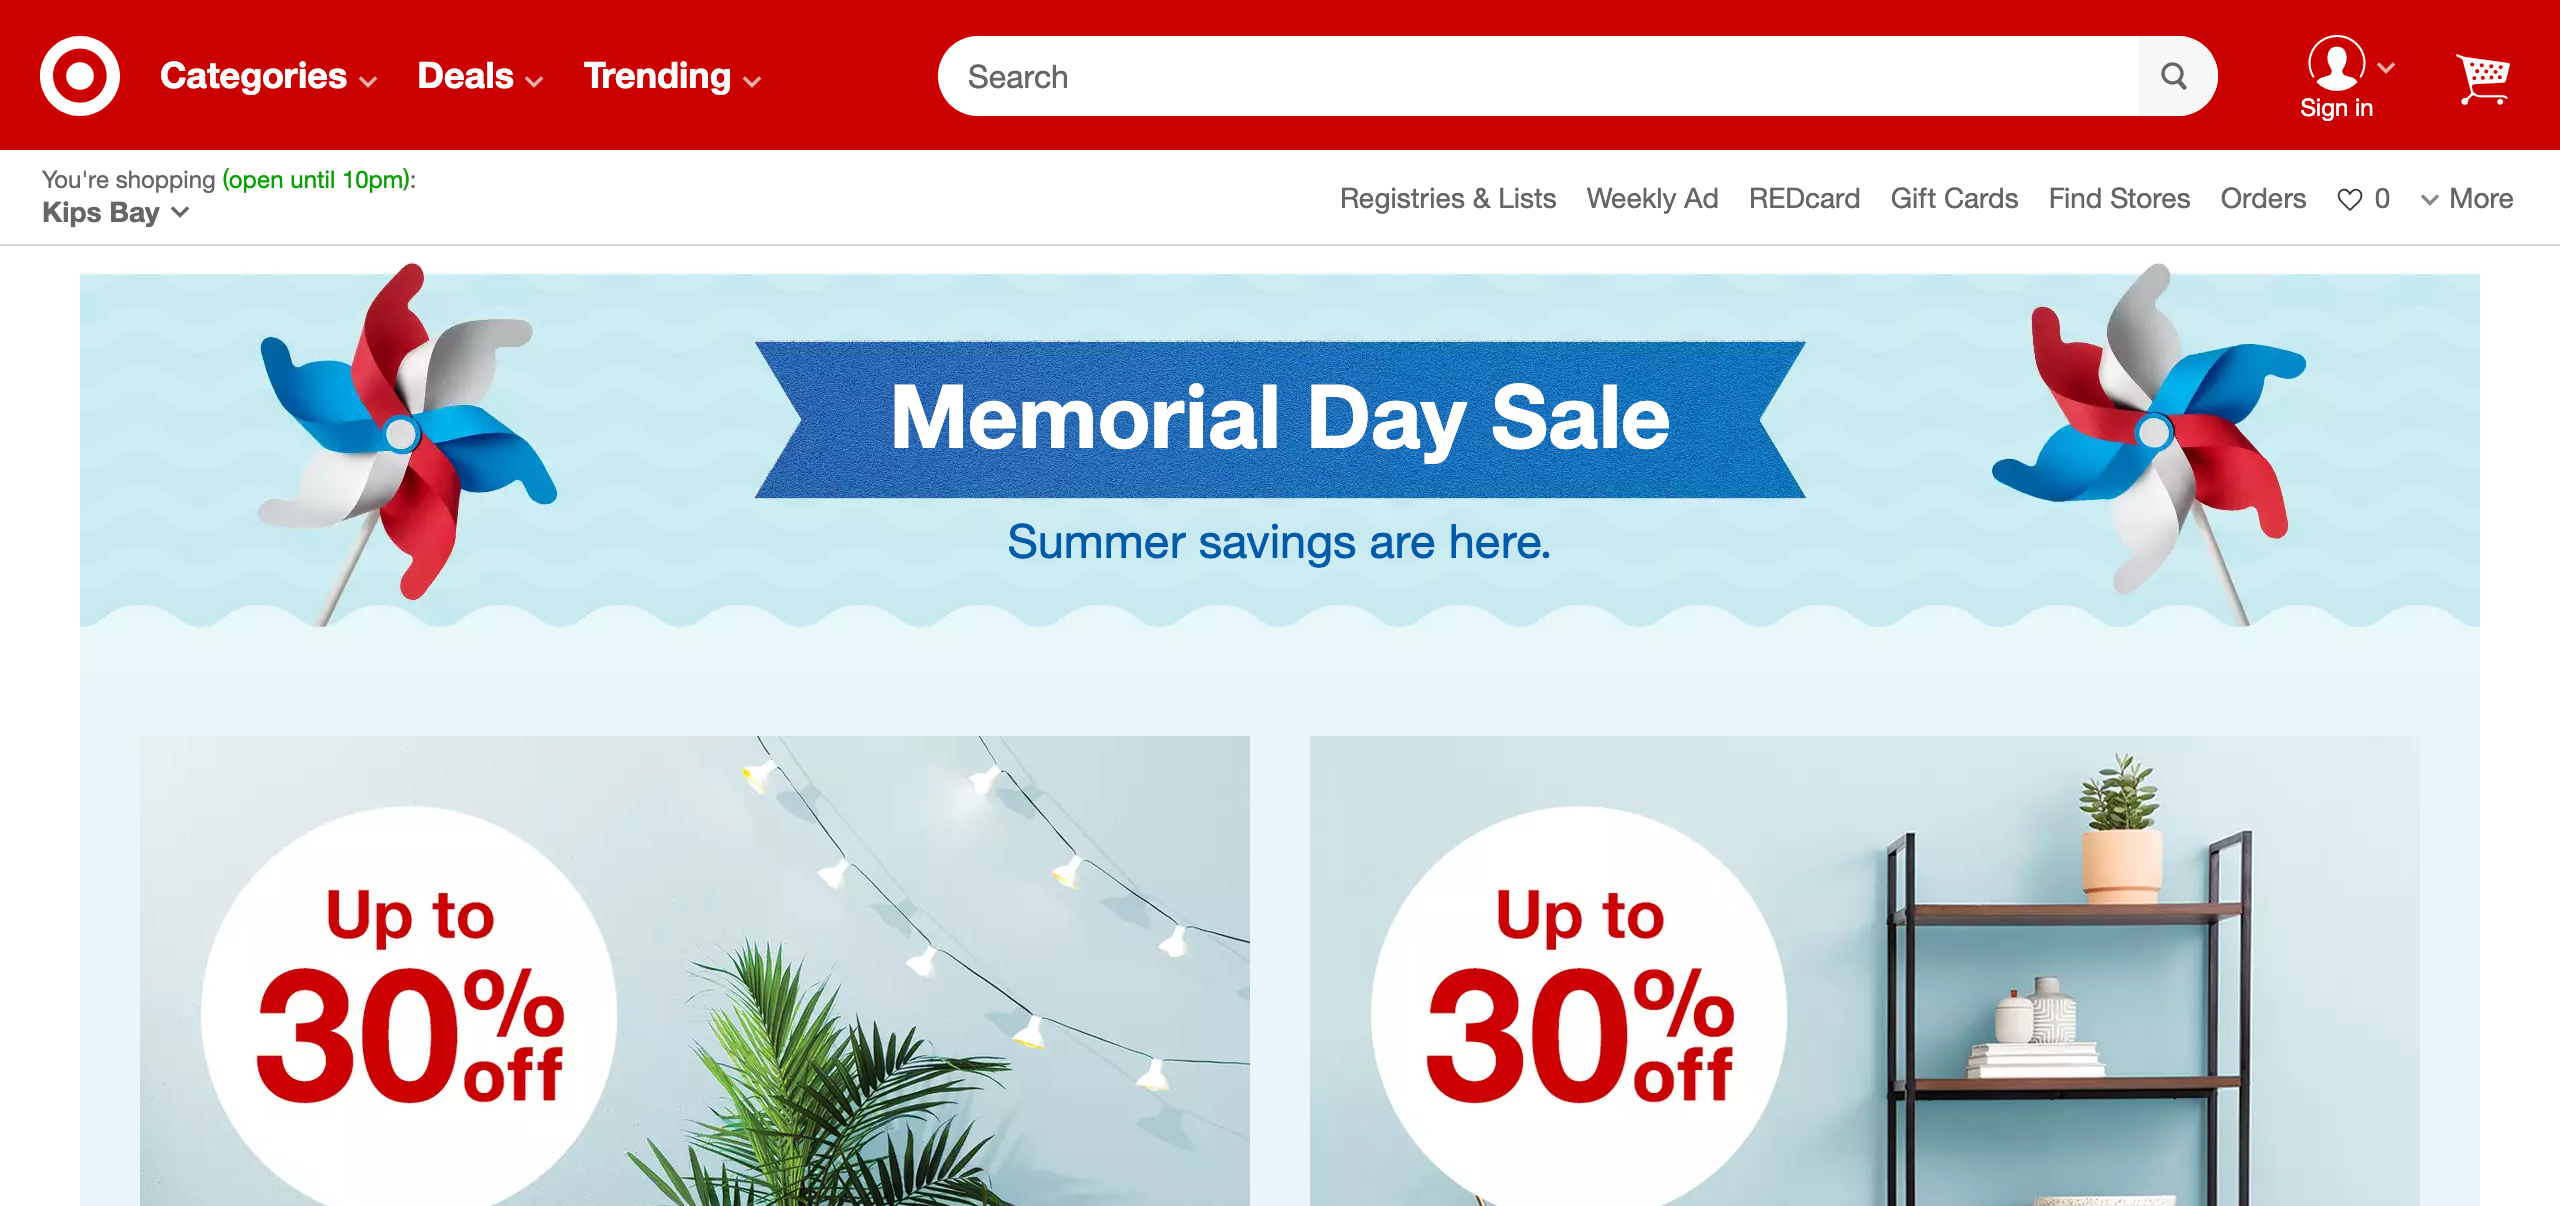 Categories Deals Trending
Search
Sign in
You're shopping (open until 10pm):
Kips Bay
Registries & Lists Weekly Ad REDcard Gift Cards Find Stores Orders 0 More
Memorial Day Sale
Summer savings are here.
Up to
30%
off
Up to
30%
off